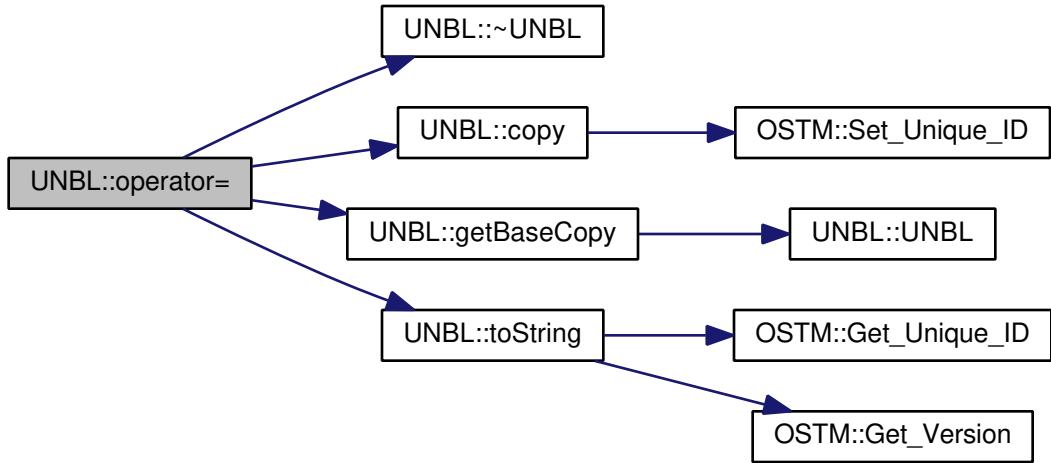 UNBL::~UNBL
UNBL::copy
OSTM::Set_Unique_ID
UNBL::operator=
UNBL::getBaseCopy
UNBL::UNBL
UNBL::toString
OSTM::Get_Unique_ID
OSTM::Get_Version